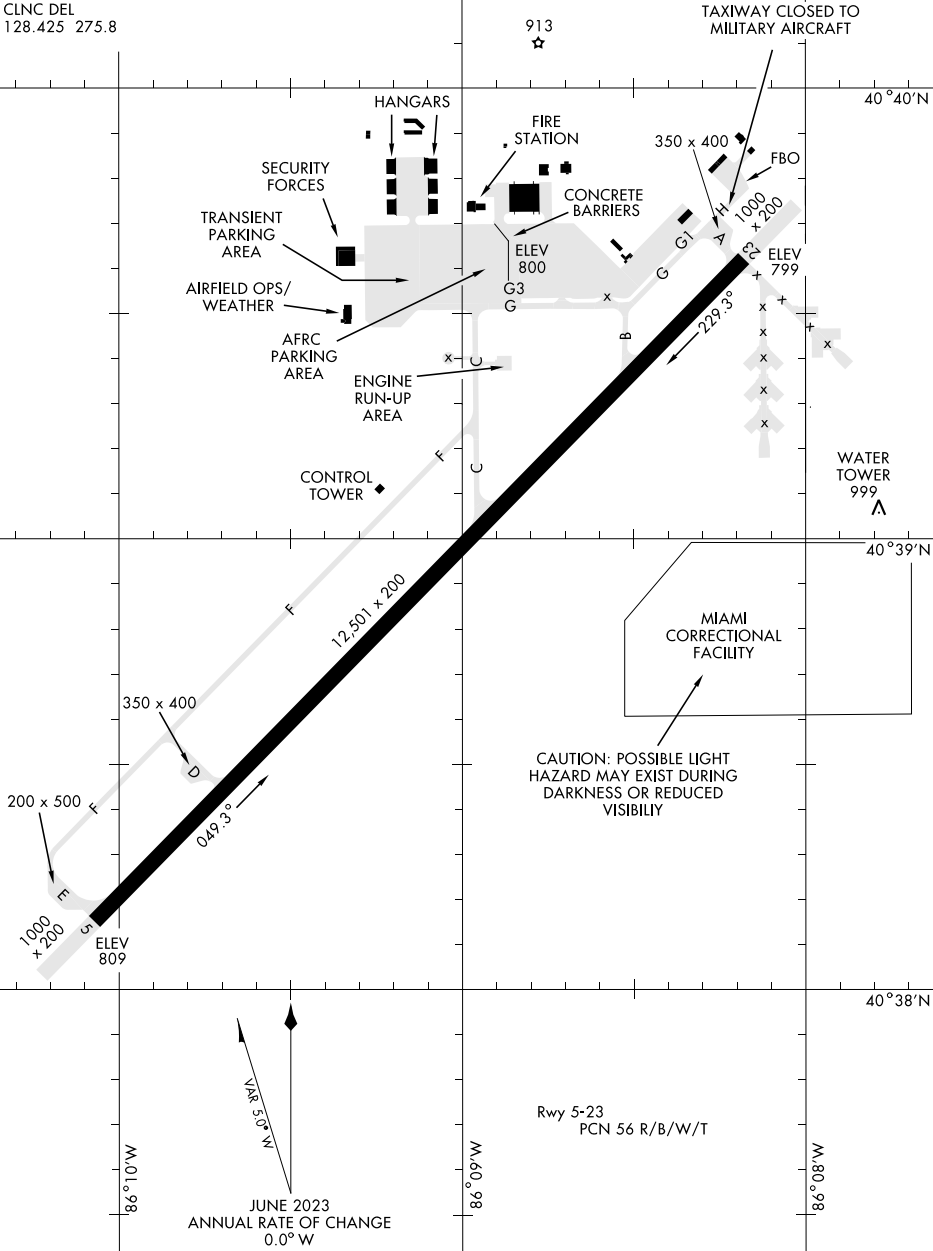 CLNC DEL
128.425 275.8
913
TAXIWAY CLOSED TO
MILITARY AIRCRAFT
40°40'N
HANGARS
FIRE
STATION
350 x 400
FBO
SECURITY
FORCES
CONCRETE
BARRIERS
H
1000
x 200
TRANSIENT
PARKING
AREA
G1
A
23
ELEV
799
ELEV
800
G
x
AIRFIELD OPS/
WEATHER
G3
G
x
x
x
229.3°
AFRC
PARKING
AREA
B
x
x
x
x
C
x
ENGINE
RUN-UP
AREA
x
x
F
C
CONTROL
TOWER
WATER
TOWER
999
40°39'N
12,501 x 200
F
MIAMI
CORRECTIONAL
FACILITY
350 x 400
D
CAUTION: POSSIBLE LIGHT
HAZARD MAY EXIST DURING
DARKNESS OR REDUCED
VISIBILIY
200 x 500
F
049.3°
E
1000
x 200
5
ELEV
809
40°38'N
VAR 5.0° W
Rwy 5-23
PCN 56 R/B/W/T
86°10'W
86°09'W
86°08'W
JUNE 2023
ANNUAL RATE OF CHANGE
0.0° W